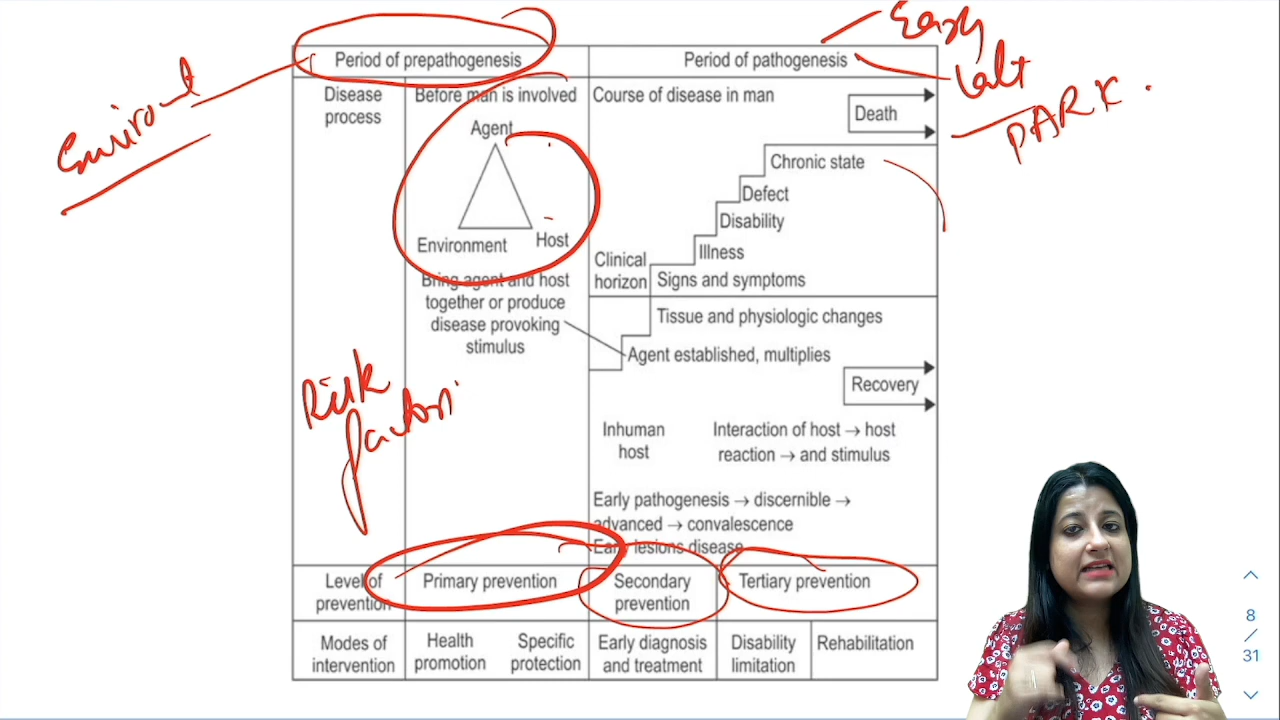 Early
Late
PARK.
Environt
Period of prepathogenesis
Period of pathogenesis
Disease
process
Before man is involved
Course of disease in man
Death
Agent
Chronic state
Defect
Disability
Environment
Host
Illness
Clinical
horizon
Signs and symptoms
Bring agent and host
together or produce
disease provoking
stimulus
Tissue and physiologic changes
Agent established, multiplies
Recovery
Risk
factors
Inhuman
host
Interaction of host → host
reaction → and stimulus
Early pathogenesis → discernible →
advanced → convalescence
Early lesions disease
Level of
prevention
Primary prevention
Secondary
prevention
Tertiary prevention
Modes of
intervention
Health
promotion
Specific
protection
Early diagnosis
and treatment
Disability
limitation
Rehabilitation
8
/
31